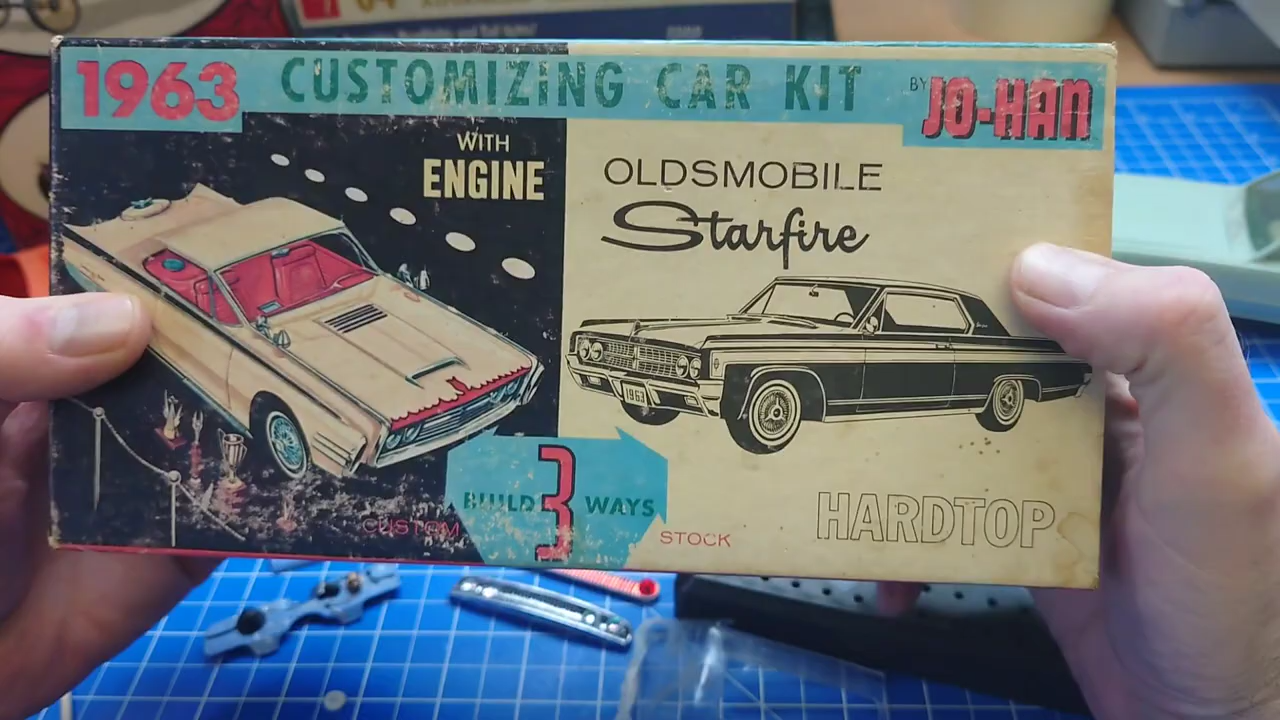 1963 CUSTOMIZING CAR KIT BY JO-HAN
WITH
ENGINE
OLDSMOBILE
Starfire
1963
BUILD 3 WAYS
CUSTOM
STOCK
HARDTOP